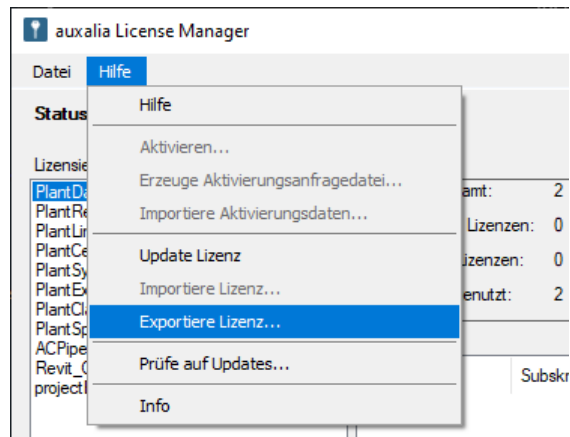 auxalia License Manager
Datei Hilfe
Status
Hilfe
Aktivieren...
Erzeuge Aktivierungsanfragedatei...
Importiere Aktivierungsdaten...
Update Lizenz
Importiere Lizenz...
Exportiere Lizenz...
Prüfe auf Updates...
Info
Lizensie
PlantDa
PlantRe
PlantLin
PlantCe
PlantSy
PlantEx
PlantCl
PlantSp
ACPipe
Revit_
project
amt: 2
Lizenzen: 0
izenzen: 0
enutzt: 2
Subskr